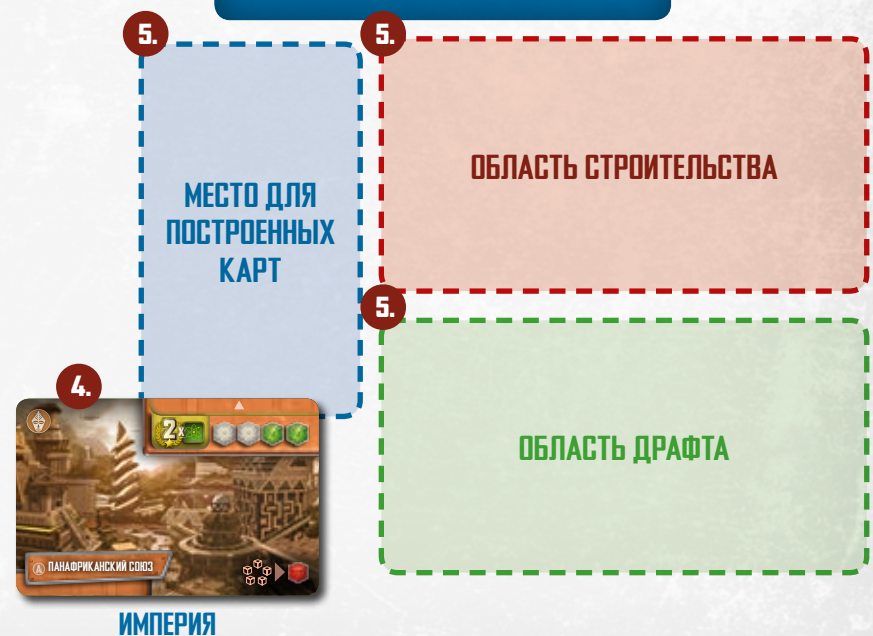 5.
5.
МЕСТО ДЛЯ
ПОСТРОЕННЫХ
КАРТ
ОБЛАСТЬ СТРОИТЕЛЬСТВА
5.
ОБЛАСТЬ ДРАФТА
4.
2x
A ПАНАФРИКАНСКИЙ СОЮЗ
ИМПЕРИЯ